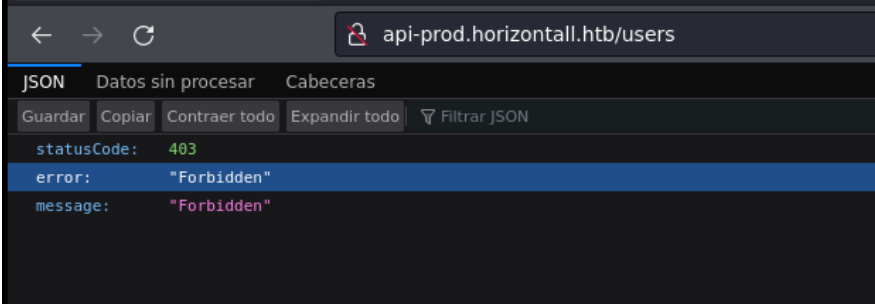 api-prod.horizontall.htb/users
JSON Datos sin procesar Cabeceras
Guardar Copiar Contraer todo Expandir todo Filtrar JSON
statusCode: 403
error: "Forbidden"
message: "Forbidden"